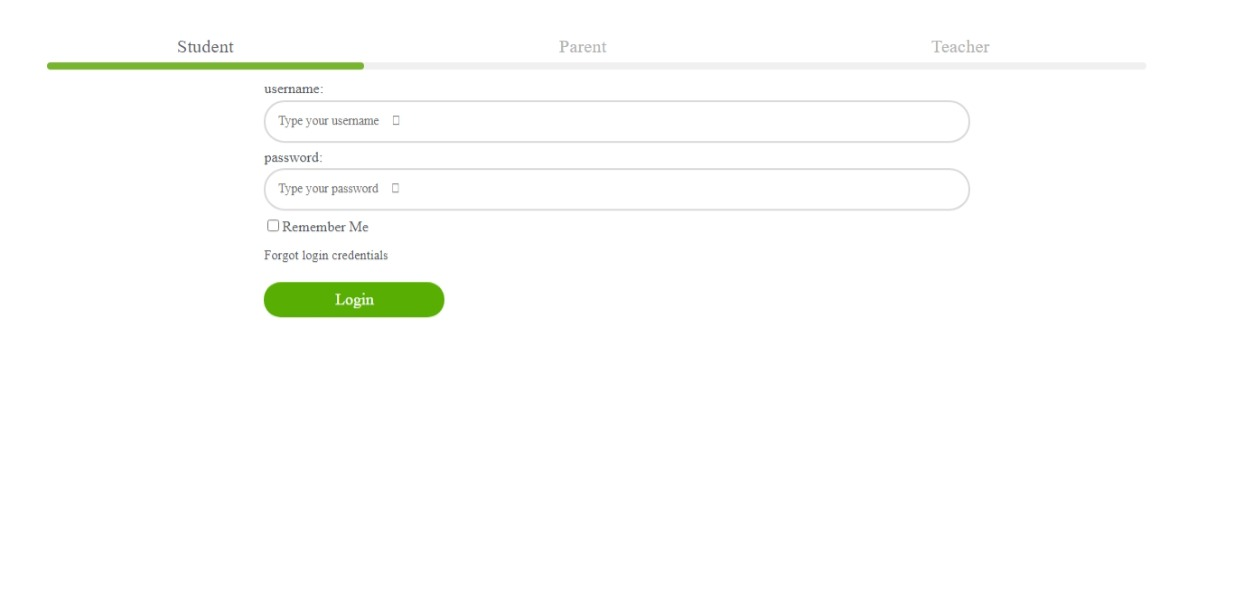 Student Parent Teacher
username:
Type your username
password:
Type your password
Remember Me
Forgot login credentials
Login